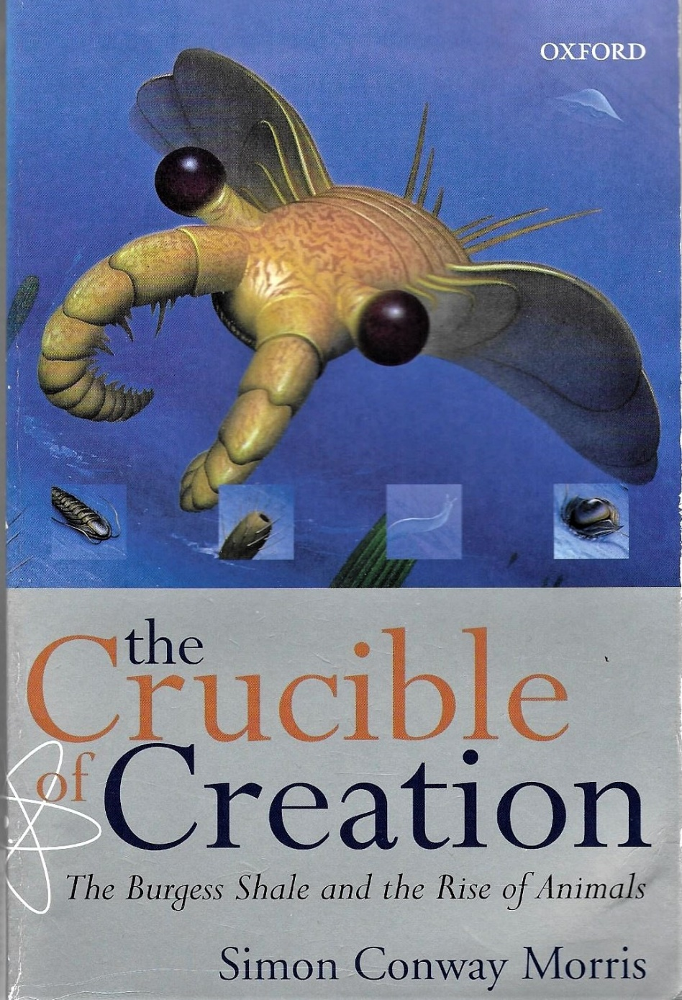 OXFORD
the
Crucible
of Creation
The Burgess Shale and the Rise of Animals
Simon Conway Morris